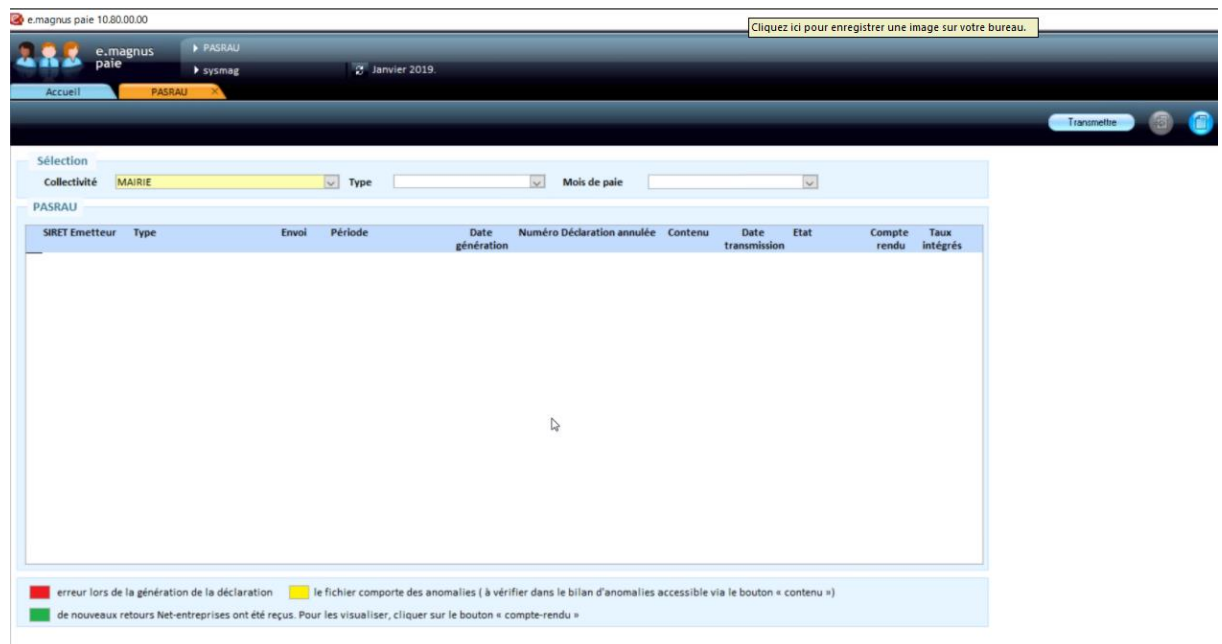 e.magnus paie 10.80.00.00
Cliquez ici pour enregistrer une image sur votre bureau.
e.magnus
paie
PASRAU
sysmag
Janvier 2019.
Accueil
PASRAU
Transmettre
Sélection
Collectivité MAIRIE Type Mois de paie
PASRAU
SIRET Emetteur Type Envoi Période Date génération Numéro Déclaration annulée Contenu Date transmission Etat Compte rendu Taux intégrés
erreur lors de la génération de la déclaration le fichier comporte des anomalies ( à vérifier dans le bilan d'anomalies accessible via le bouton « contenu »)
de nouveaux retours Net-entreprises ont été reçus. Pour les visualiser, cliquer sur le bouton « compte-rendu »